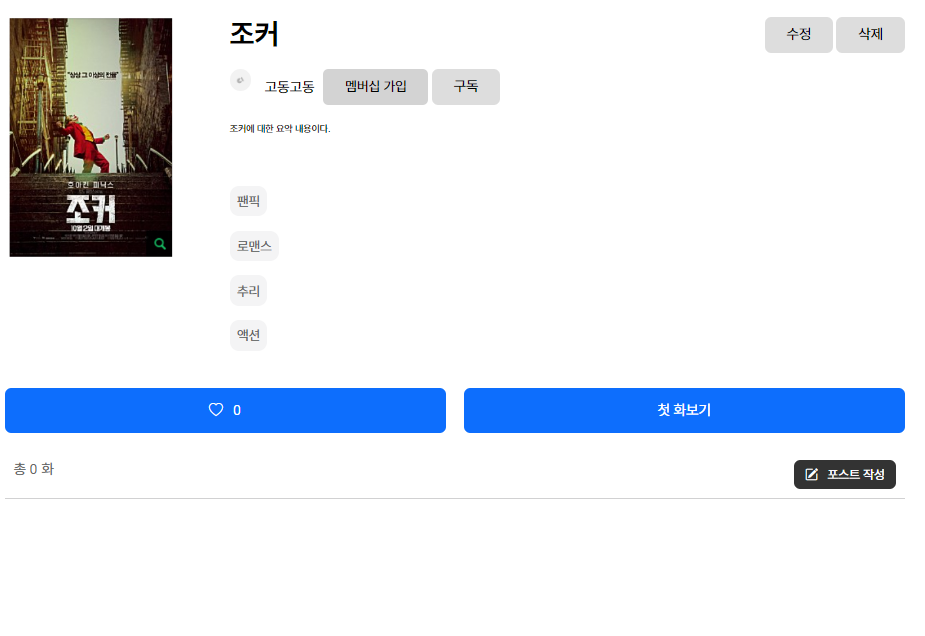 조커
수정
삭제
고동고동
멤버십 가입
구독
조커에 대한 요약 내용이다.
"상상 그 이상의 전율"
호아킨 피닉스
조커
10월 2일 대개봉
팬픽
로맨스
추리
액션
0
첫 화보기
총 0 화
포스트 작성